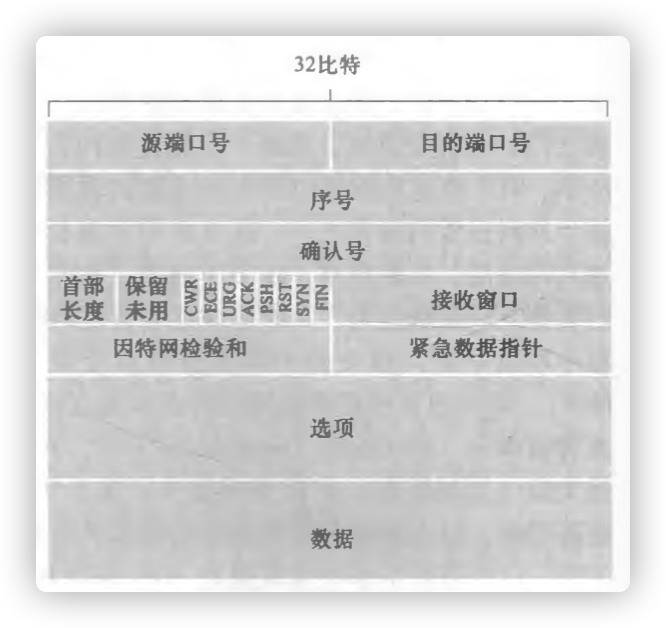 32比特
源端口号 目的端口号
序号
确认号
首部 保留 CWR ECE URG ACK PSH RST SYN FIN 接收窗口
长度 未用
因特网检验和 紧急数据指针
选项
数据